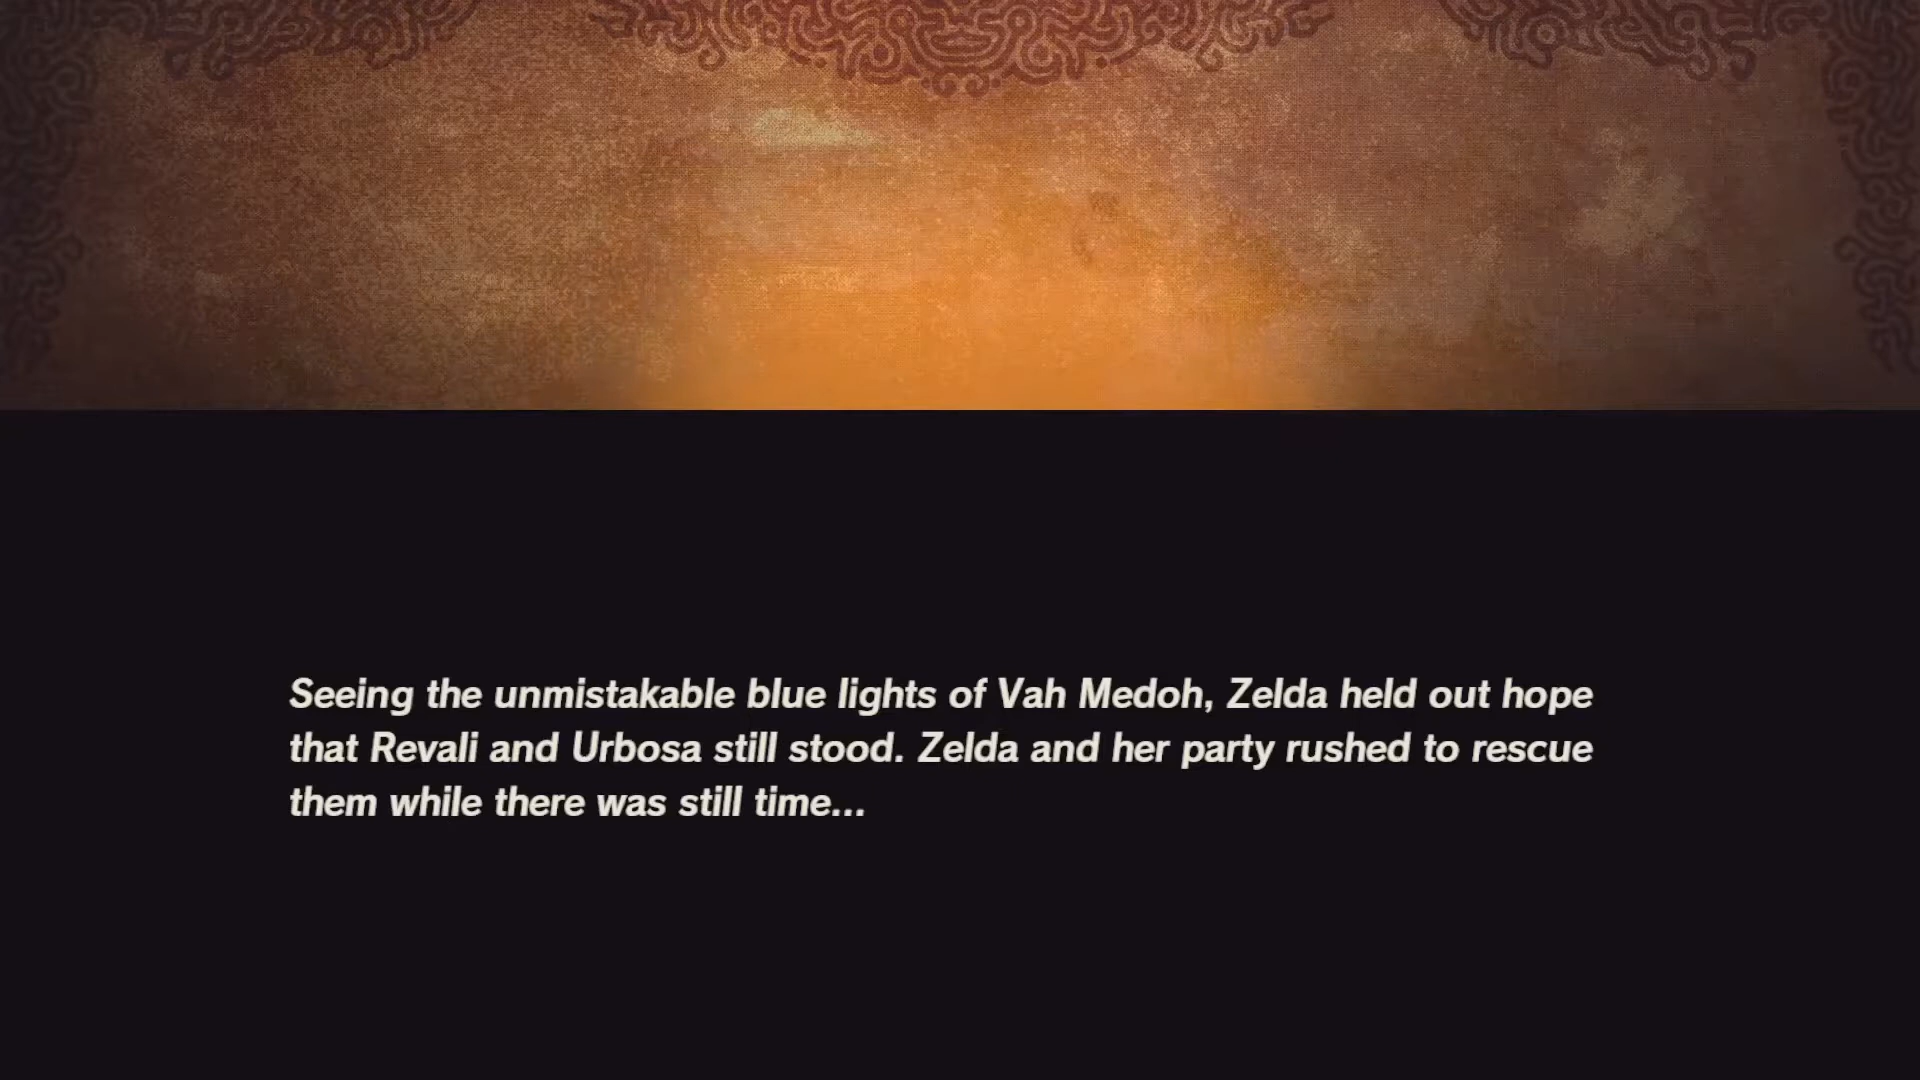 Seeing the unmistakable blue lights of Vah Medoh, Zelda held out hope
that Revali and Urbosa still stood. Zelda and her party rushed to rescue
them while there was still time...